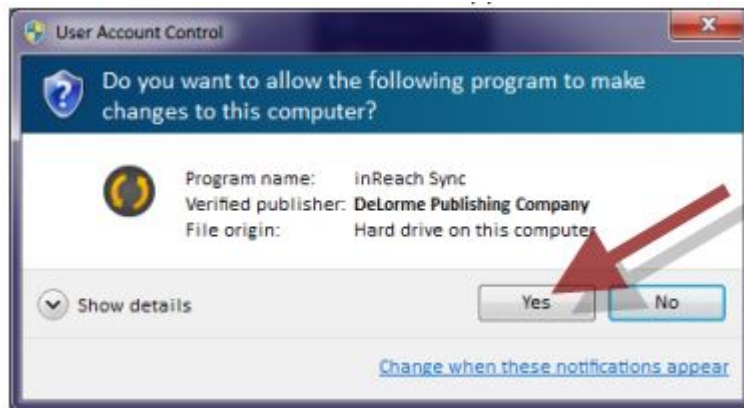 User Account Control
Do you want to allow the following program to make
changes to this computer?
Program name: inReach Sync
Verified publisher: DeLorme Publishing Company
File origin: Hard drive on this computer
Show details
Yes
No
Change when these notifications appear